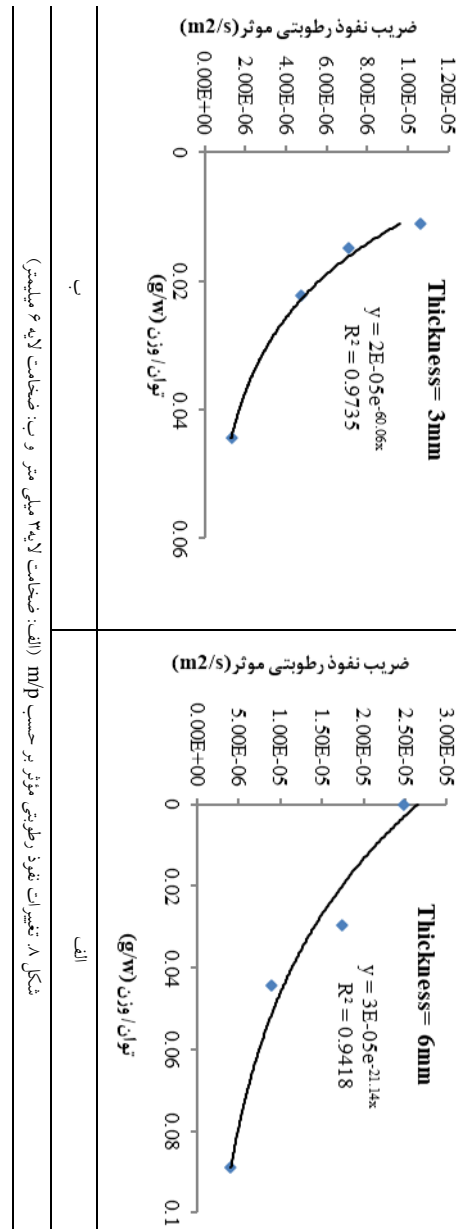 ضریب نفوذ رطوبتی موثر(m2/s)
1.20E-05
1.00E-05
8.00E-06
6.00E-06
4.00E-06
2.00E-06
0.00E+00
0
0.02
0.04
0.06
Thickness= 3mm
y = 2E-05e^-60.06x
R² = 0.9735
توان/ وزن (g/w)
ضریب نفوذ رطوبتی موثر(m2/s)
3.00E-05
2.50E-05
2.00E-05
1.50E-05
1.00E-05
5.00E-06
0.00E+00
0
0.02
0.04
0.06
0.08
0.1
Thickness= 6mm
y = 3E-05e^-21.14x
R² = 0.9418
توان/ وزن (g/w)
ب
الف
شکل ۸. تغییرات نفوذ رطوبتی مؤثر بر حسب m/p (الف: ضخامت لایه ۳ میلی متر و ب: ضخامت لایه ۶ میلیمتر)